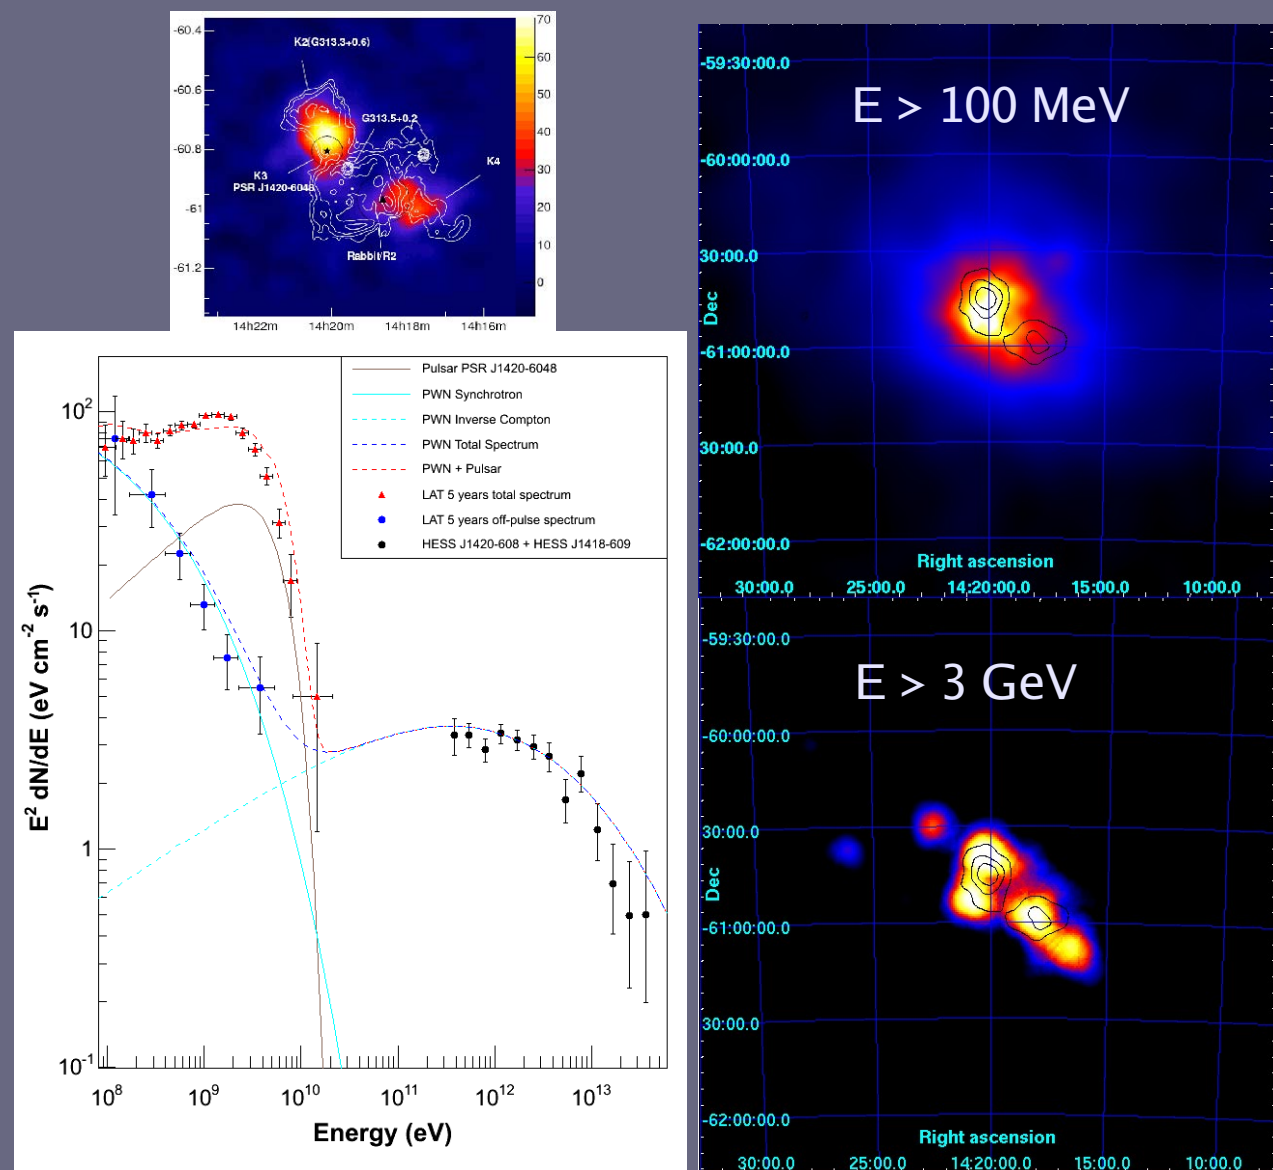 -60.4
-60.6
-60.8
-61
-61.2
K2(G313.3+0.6)
G313.5+0.2
K3
PSR J1420-6048
K4
Rabbit/R2
14h22m
14h20m
14h18m
14h16m
70
60
50
40
30
20
10
0
Pulsar PSR J1420-6048
PWN Synchrotron
PWN Inverse Compton
PWN Total Spectrum
PWN + Pulsar
LAT 5 years total spectrum
LAT 5 years off-pulse spectrum
HESS J1420-608 + HESS J1418-609
E² dN/dE (eV cm⁻² s⁻¹)
10²
10
1
10⁻¹
10⁸
10⁹
10¹⁰
10¹¹
10¹²
10¹³
Energy (eV)
E > 100 MeV
-59:30:00.0
-60:00:00.0
30:00.0
-61:00:00.0
30:00.0
-62:00:00.0
Dec
Right ascension
30:00.0
25:00.0
14:20:00.0
15:00.0
10:00.0
E > 3 GeV
-59:30:00.0
-60:00:00.0
30:00.0
-61:00:00.0
30:00.0
-62:00:00.0
Dec
Right ascension
30:00.0
25:00.0
14:20:00.0
15:00.0
10:00.0